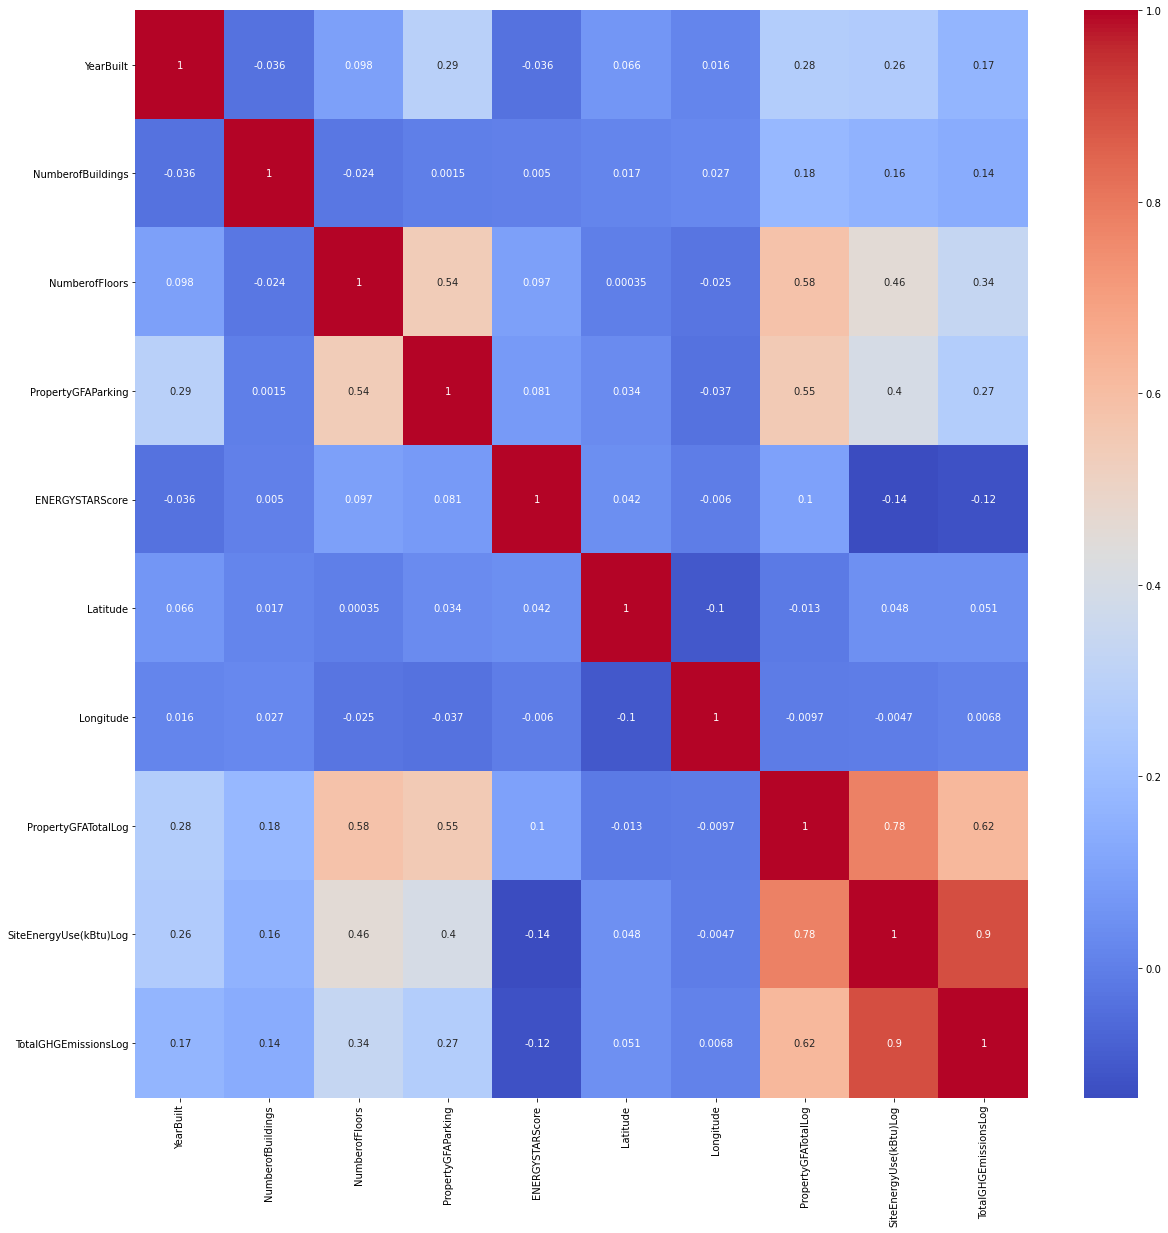 YearBuilt 1 -0.036 0.098 0.29 -0.036 0.066 0.016 0.28 0.26 0.17
NumberofBuildings -0.036 1 -0.024 0.0015 0.005 0.017 0.027 0.18 0.16 0.14
NumberofFloors 0.098 -0.024 1 0.54 0.097 0.00035 -0.025 0.58 0.46 0.34
PropertyGFAParking 0.29 0.0015 0.54 1 0.081 0.034 -0.037 0.55 0.4 0.27
ENERGYSTARScore -0.036 0.005 0.097 0.081 1 0.042 -0.006 0.1 -0.14 -0.12
Latitude 0.066 0.017 0.00035 0.034 0.042 1 -0.1 -0.013 0.048 0.051
Longitude 0.016 0.027 -0.025 -0.037 -0.006 -0.1 1 -0.0097 -0.0047 0.0068
PropertyGFATotalLog 0.28 0.18 0.58 0.55 0.1 -0.013 -0.0097 1 0.78 0.62
SiteEnergyUse(kBtu)Log 0.26 0.16 0.46 0.4 -0.14 0.048 -0.0047 0.78 1 0.9
TotalGHGEmissionsLog 0.17 0.14 0.34 0.27 -0.12 0.051 0.0068 0.62 0.9 1
YearBuilt
NumberofBuildings
NumberofFloors
PropertyGFAParking
ENERGYSTARScore
Latitude
Longitude
PropertyGFATotalLog
SiteEnergyUse(kBtu)Log
TotalGHGEmissionsLog
1.0
0.8
0.6
0.4
0.2
0.0